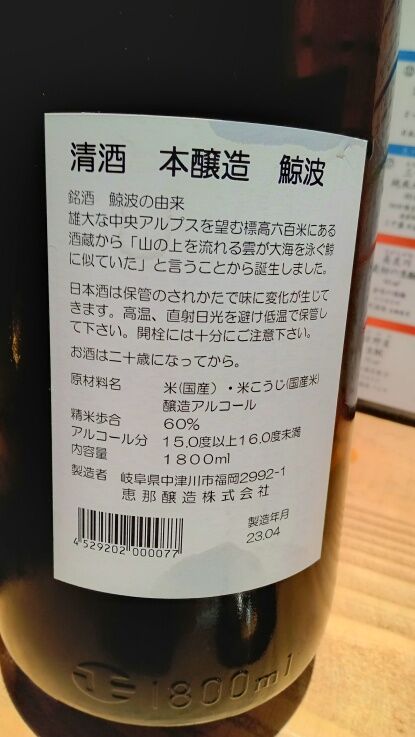 清酒　本醸造　鯨波
銘酒　鯨波の由来
雄大な中央アルプスを望む標高六百米にある
酒蔵から「山の上を流れる雲が大海を泳ぐ鯨
に似ていた」と言うことから誕生しました。
日本酒は保管のされかたで味に変化が生じて
きます。高温、直射日光を避け低温で保管し
て下さい。開栓には十分にご注意下さい。
お酒は二十歳になってから。
原材料名　米(国産)・米こうじ(国産米)
醸造アルコール
精米歩合　60%
アルコール分　15.0度以上16.0度未満
内容量　1800ml
製造者　岐阜県中津川市福岡2992-1
恵那醸造株式会社
4 529202 000077
製造年月
23.04
1800ml